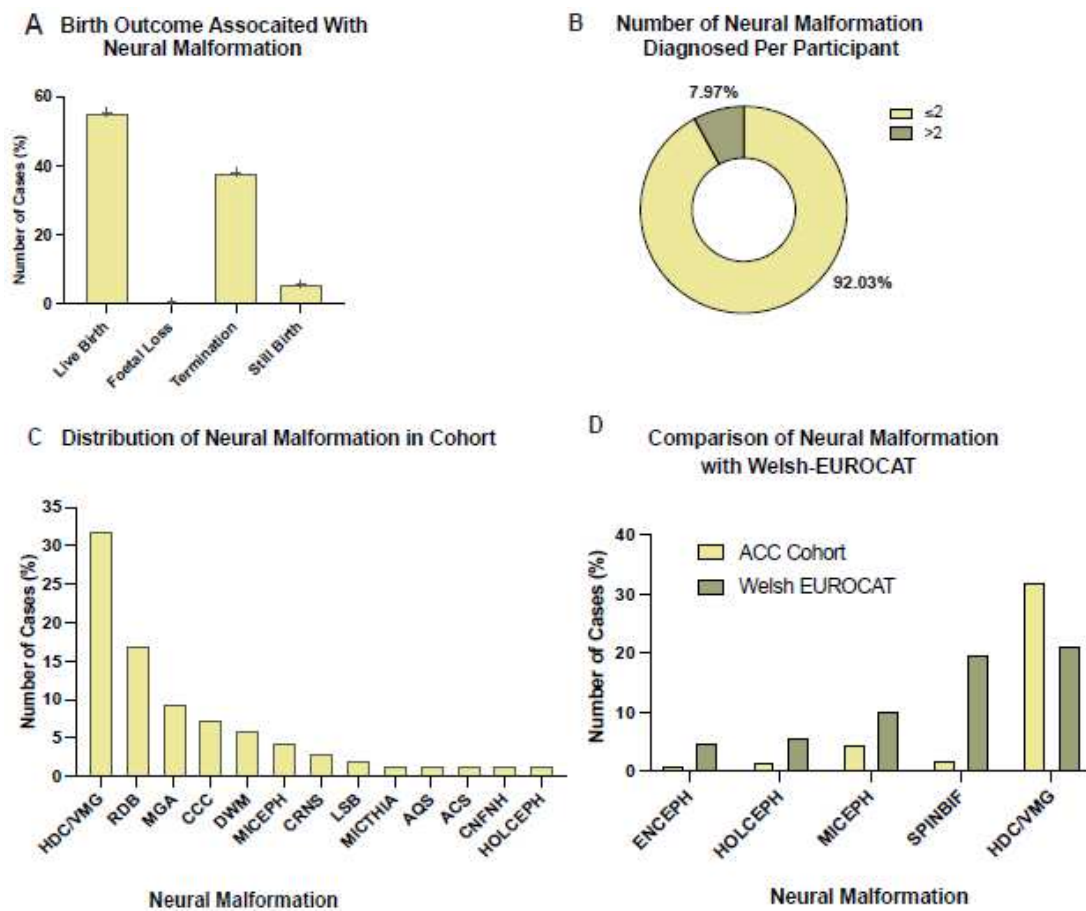 A Birth Outcome Assocaited With
Neural Malformation
Number of Cases (%)
60
40
20
0
Live Birth
Foetal Loss
Termination
Still Birth
B Number of Neural Malformation
Diagnosed Per Participant
7.97%
92.03%
≤2
>2
C Distribution of Neural Malformation in Cohort
Number of Cases (%)
35
30
25
20
15
10
5
0
HDC/VMG
RDB
MGA
CCC
DWM
MICEPH
CRNS
LSB
MICTHIA
AQS
ACS
CNFNH
HOLCEPH
Neural Malformation
D Comparison of Neural Malformation
with Welsh-EUROCAT
Number of Cases (%)
40
30
20
10
0
ACC Cohort
Welsh EUROCAT
ENCEPH
HOLCEPH
MICEPH
SPINBIF
HDC/VMG
Neural Malformation